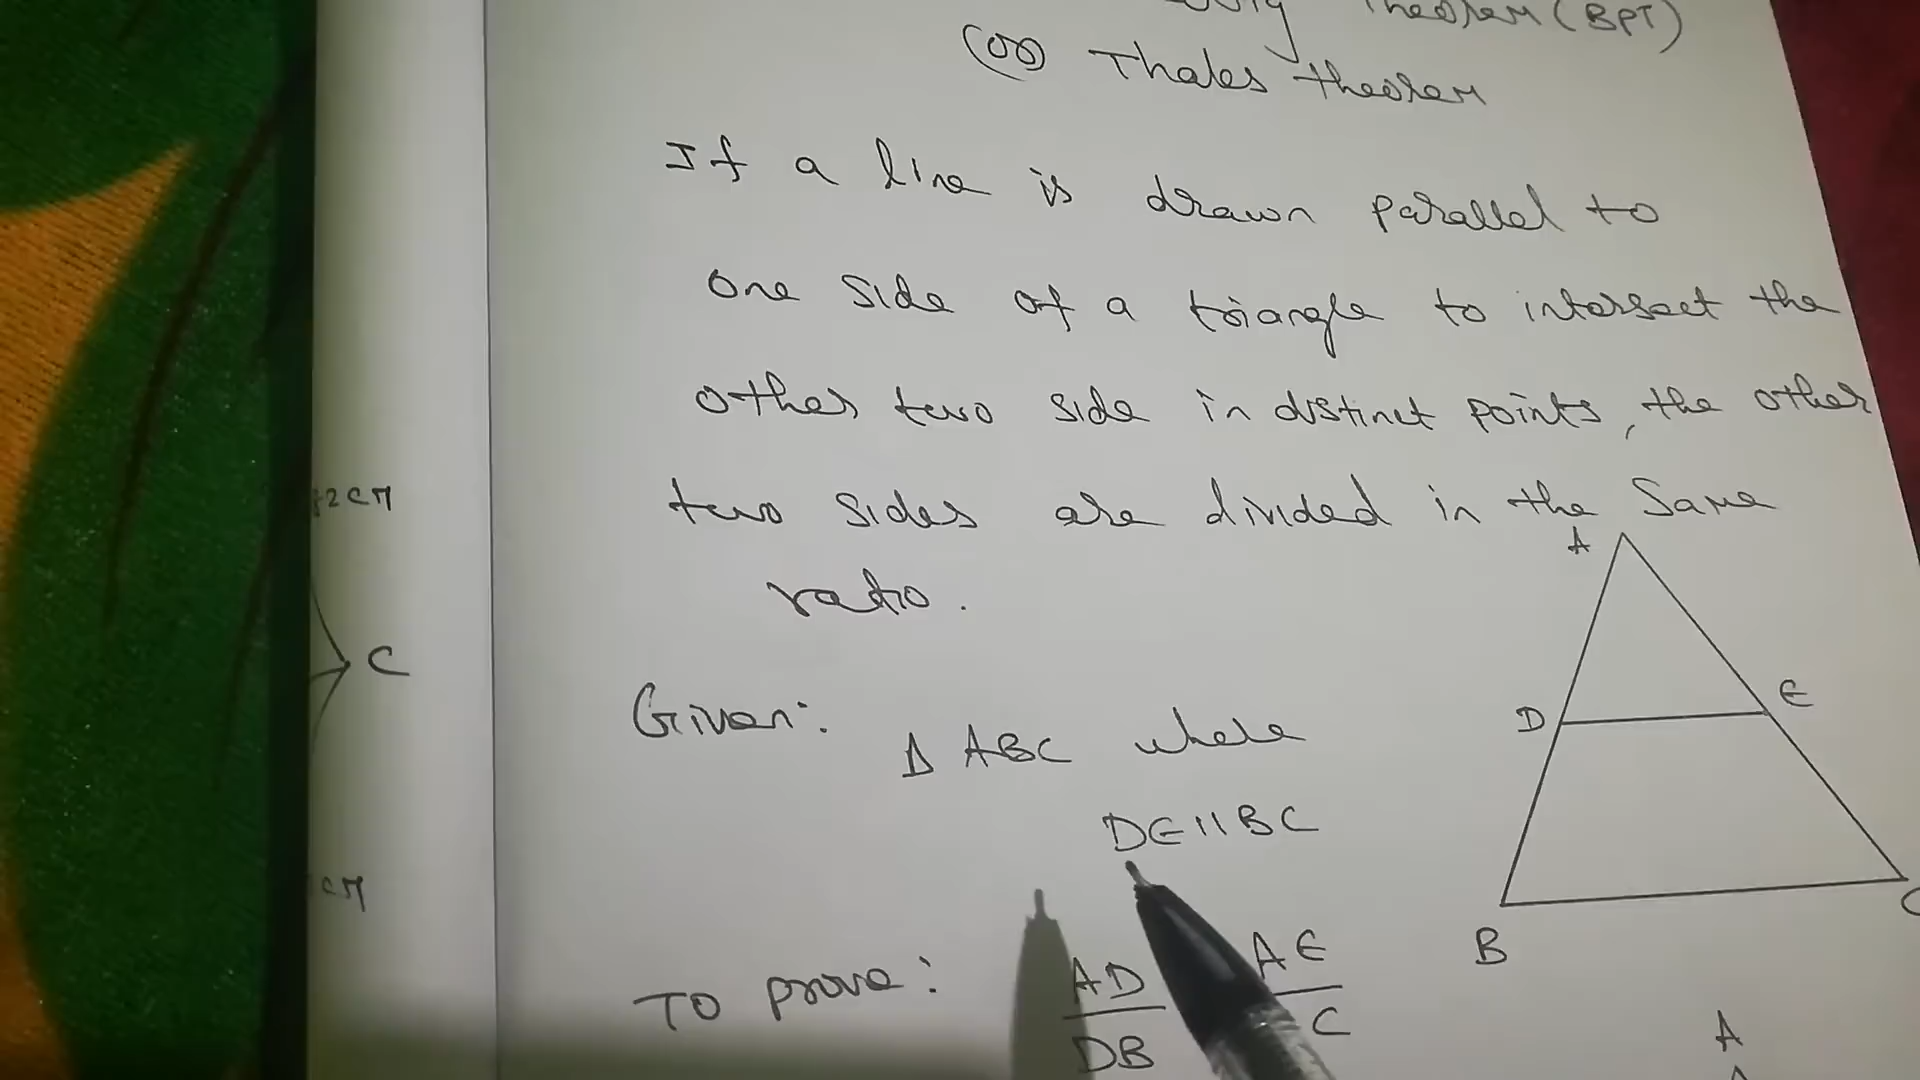 Theorem (BPT)
(or) Thales theorem
If a line is drawn parallel to
one side of a triangle to intersect the
other two side in distinct points, the other
two sides are divided in the same
ratio.
2 CM
A
C
Given:
D
E
Δ ABC where
DE || BC
CM
C
B
To prove:
AD
AE
DB
C
A